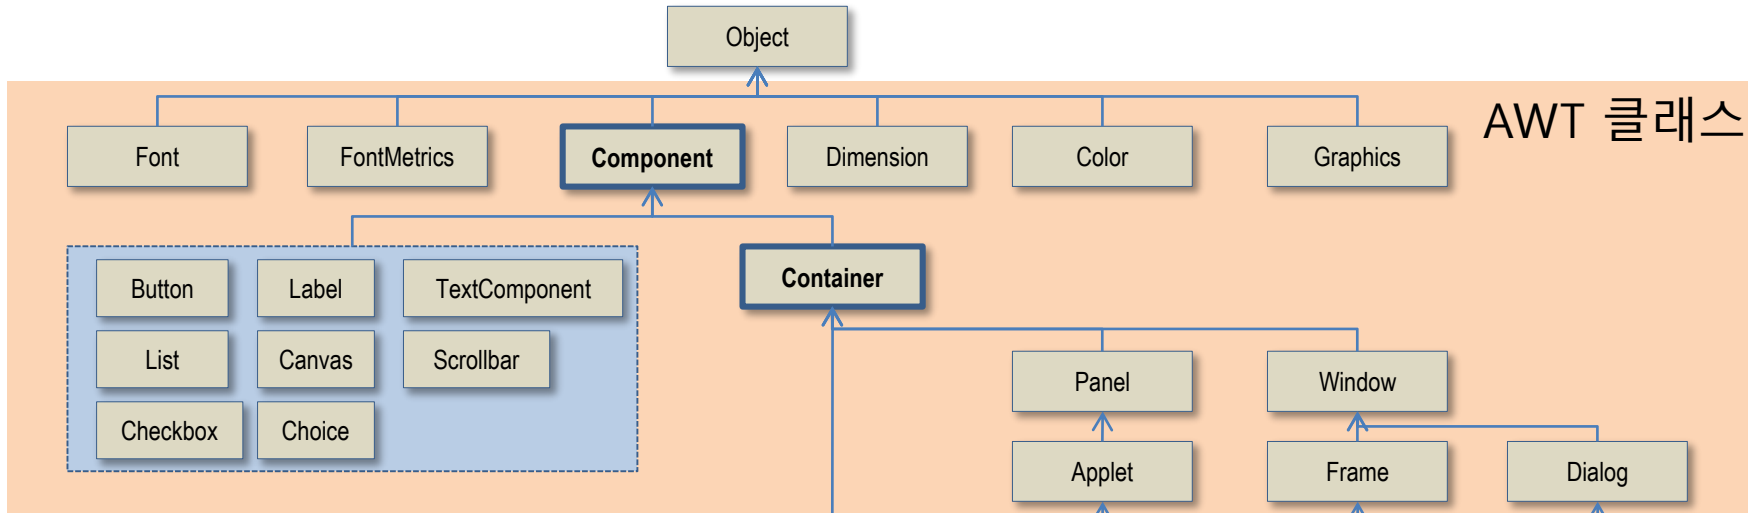 Object
AWT 클래스
Font
FontMetrics
Component
Dimension
Color
Graphics
Button
Label
TextComponent
Container
List
Canvas
Scrollbar
Panel
Window
Checkbox
Choice
Applet
Frame
Dialog